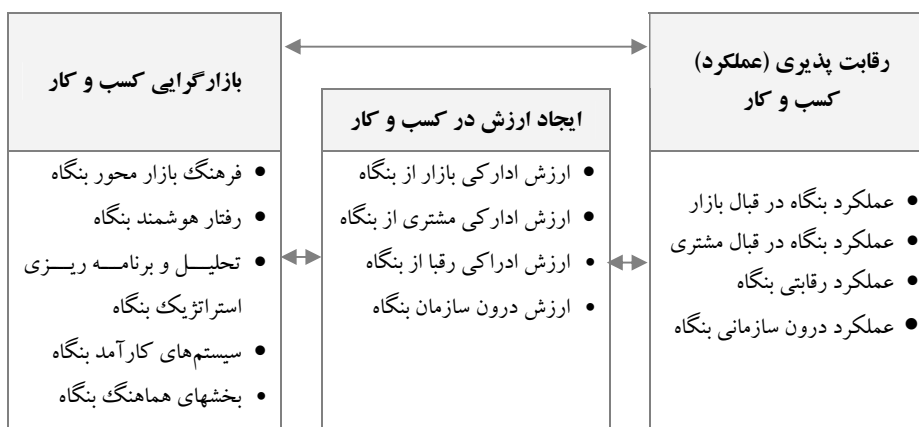 رقابت پذیری (عملکرد)
کسب و کار
عملکرد بنگاه در قبال بازار
عملکرد بنگاه در قبال مشتری
عملکرد رقابتی بنگاه
عملکرد درون سازمانی بنگاه
ایجاد ارزش در کسب و کار
ارزش ادارکی بازار از بنگاه
ارزش ادارکی مشتری از بنگاه
ارزش ادراکی رقبا از بنگاه
ارزش درون سازمان بنگاه
بازارگرایی کسب و کار
فرهنگ بازار محور بنگاه
رفتار هوشمند بنگاه
تحلیل و برنامه ریزی
استراتژیک بنگاه
سیستم‌های کارآمد بنگاه
بخشهای هماهنگ بنگاه